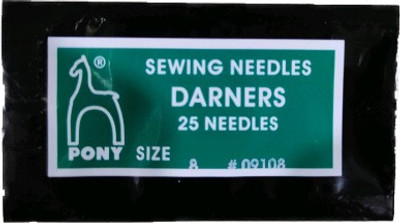 ®
SEWING NEEDLES
DARNERS
25 NEEDLES
PONY SIZE
8 #09108